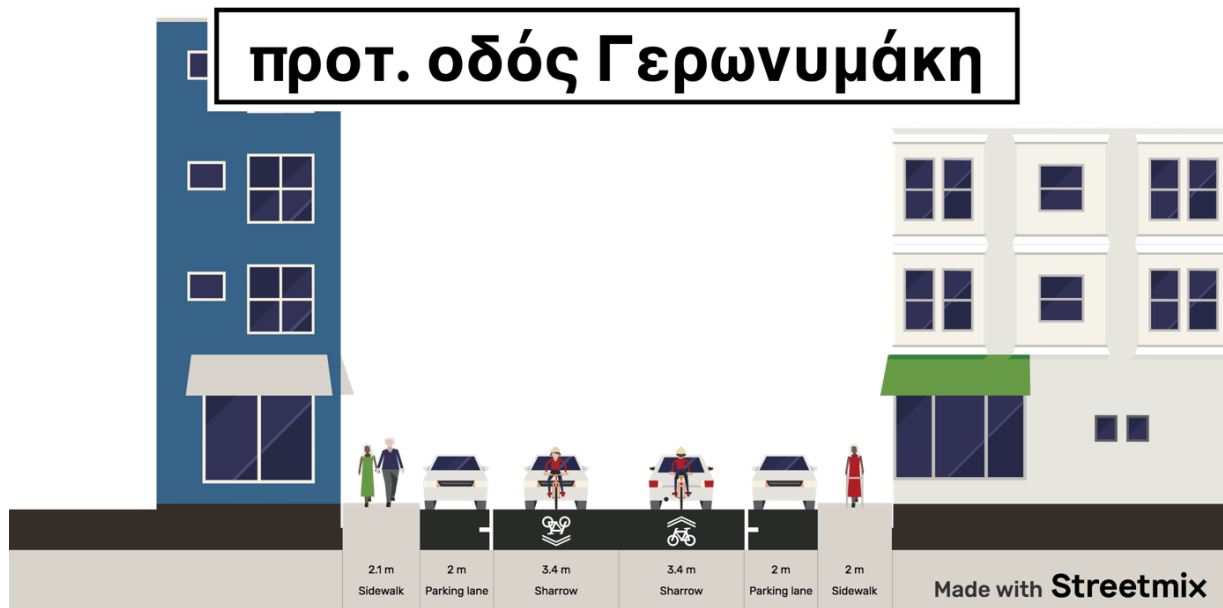 προτ. οδός Γερωνυμάκη
2.1 m
Sidewalk
2 m
Parking lane
3.4 m
Sharrow
3.4 m
Sharrow
2 m
Parking lane
2 m
Sidewalk
Made with Streetmix